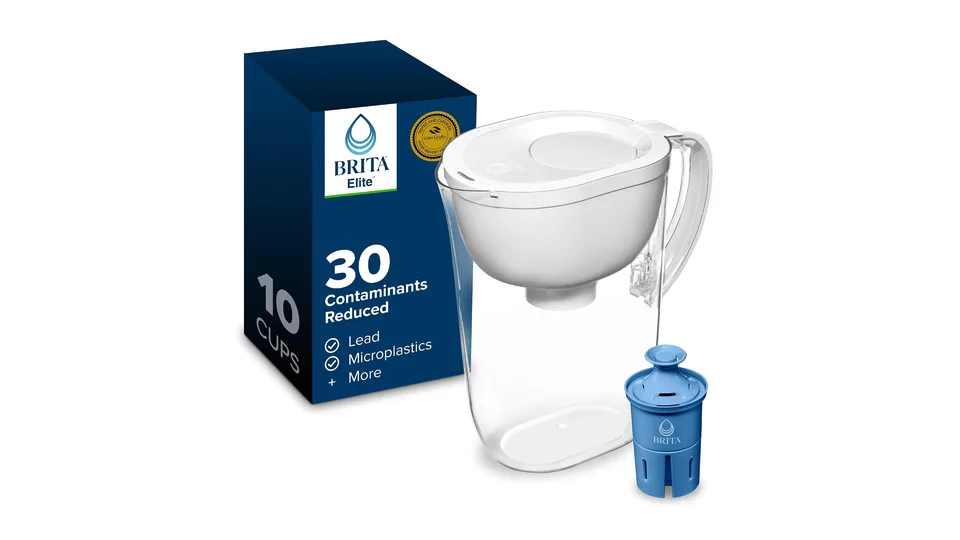 BRITA
Elite
30
Contaminants
Reduced
Lead
Microplastics
+ More
10
CUPS
BRITA